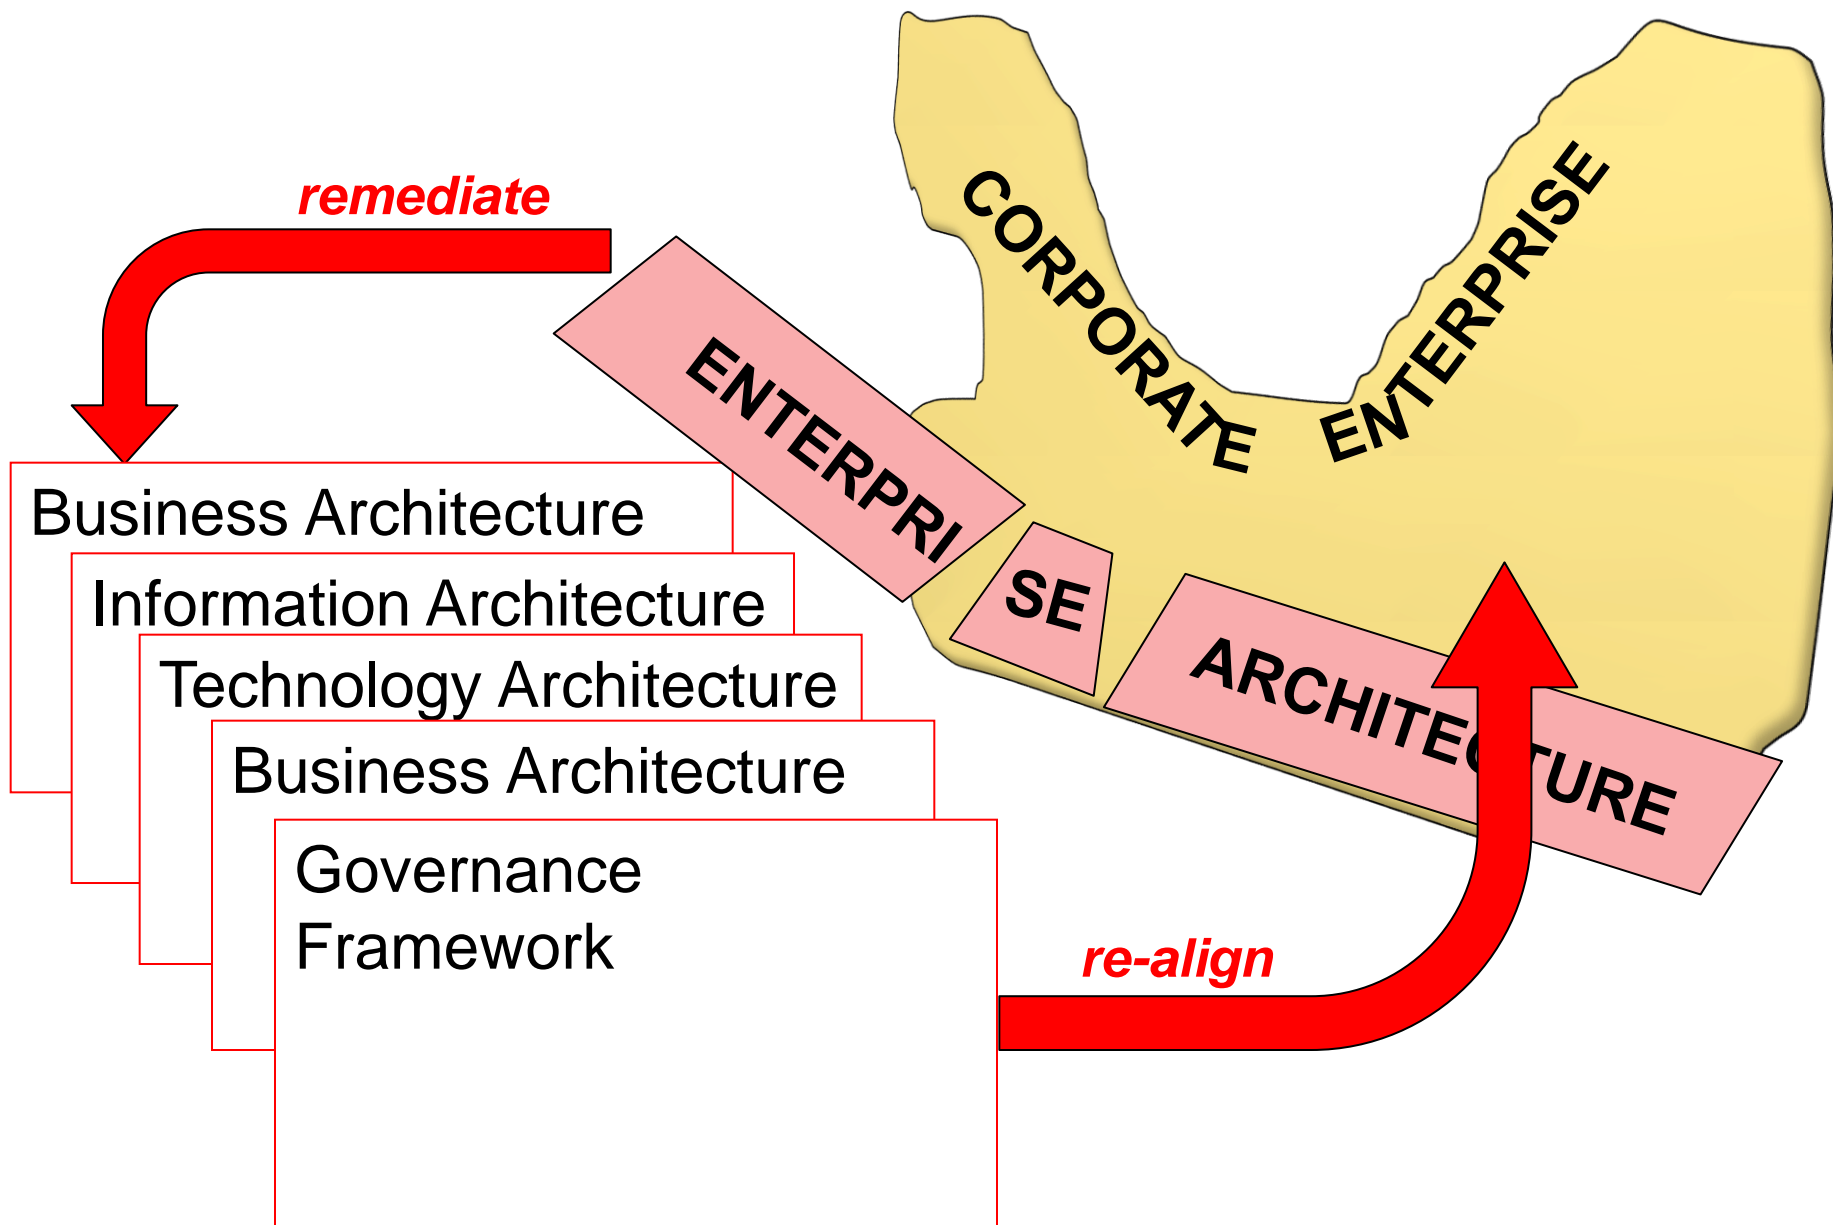 remediate
CORPORATE ENTERPRISE
ENTERPRI
SE
ARCHITECTURE
Business Architecture
Information Architecture
Technology Architecture
Business Architecture
Governance
Framework
re-align